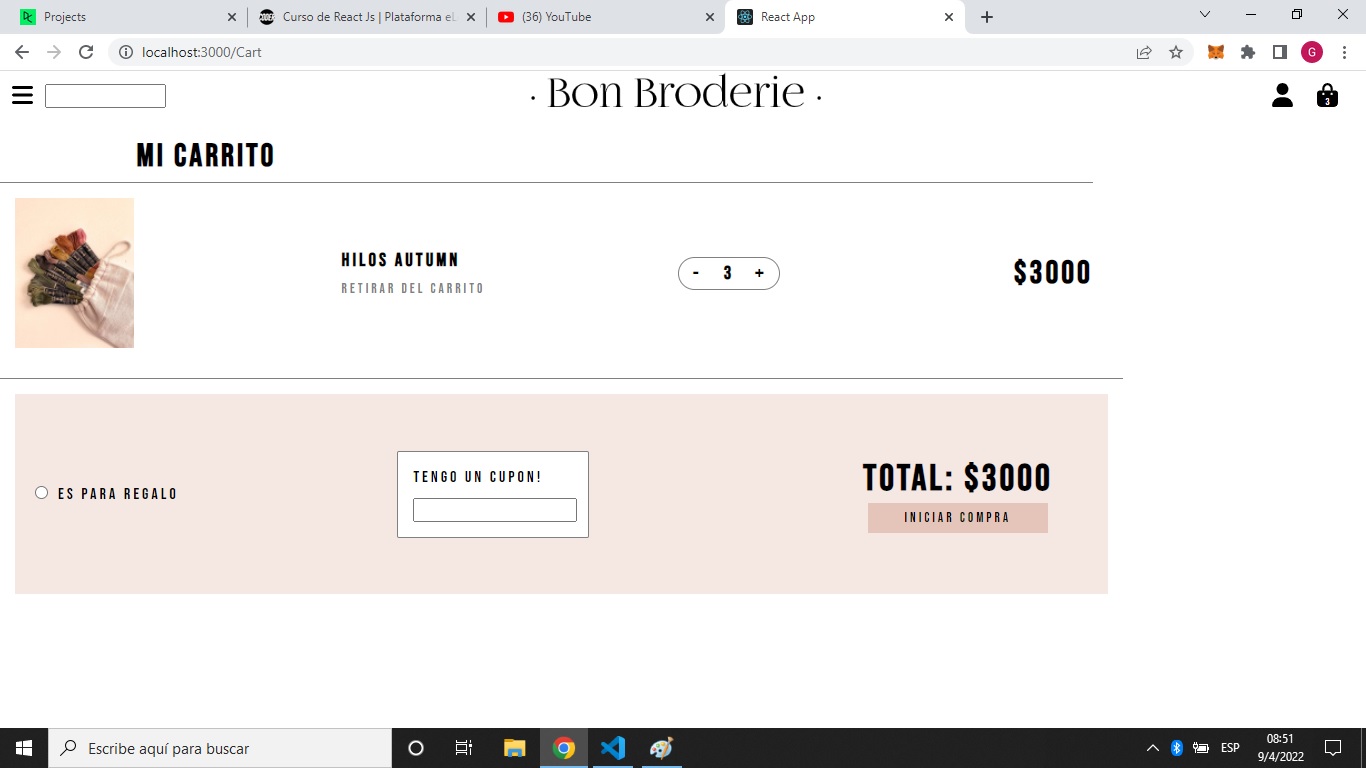 Projects
Curso de React Js | Plataforma eL
(36) YouTube
React App
localhost:3000/Cart
G
· Bon Broderie ·
3
MI CARRITO
HILOS AUTUMN
RETIRAR DEL CARRITO
- 3 +
$3000
ES PARA REGALO
TENGO UN CUPON!
TOTAL: $3000
INICIAR COMPRA
Escribe aquí para buscar
ESP
08:51
9/4/2022